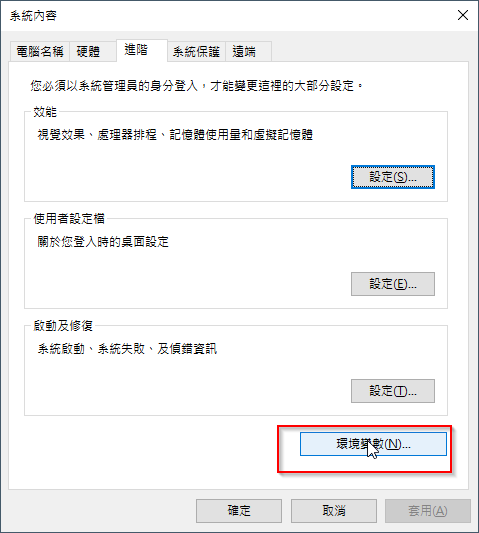 系統內容
電腦名稱 硬體 進階 系統保護 遠端
您必須以系統管理員的身分登入，才能變更這裡的大部分設定。
效能
視覺效果、處理器排程、記憶體使用量和虛擬記憶體
設定(S)...
使用者設定檔
關於您登入時的桌面設定
設定(E)...
啟動及修復
系統啟動、系統失敗、及偵錯資訊
設定(T)...
環境變數(N)...
確定 取消 套用(A)